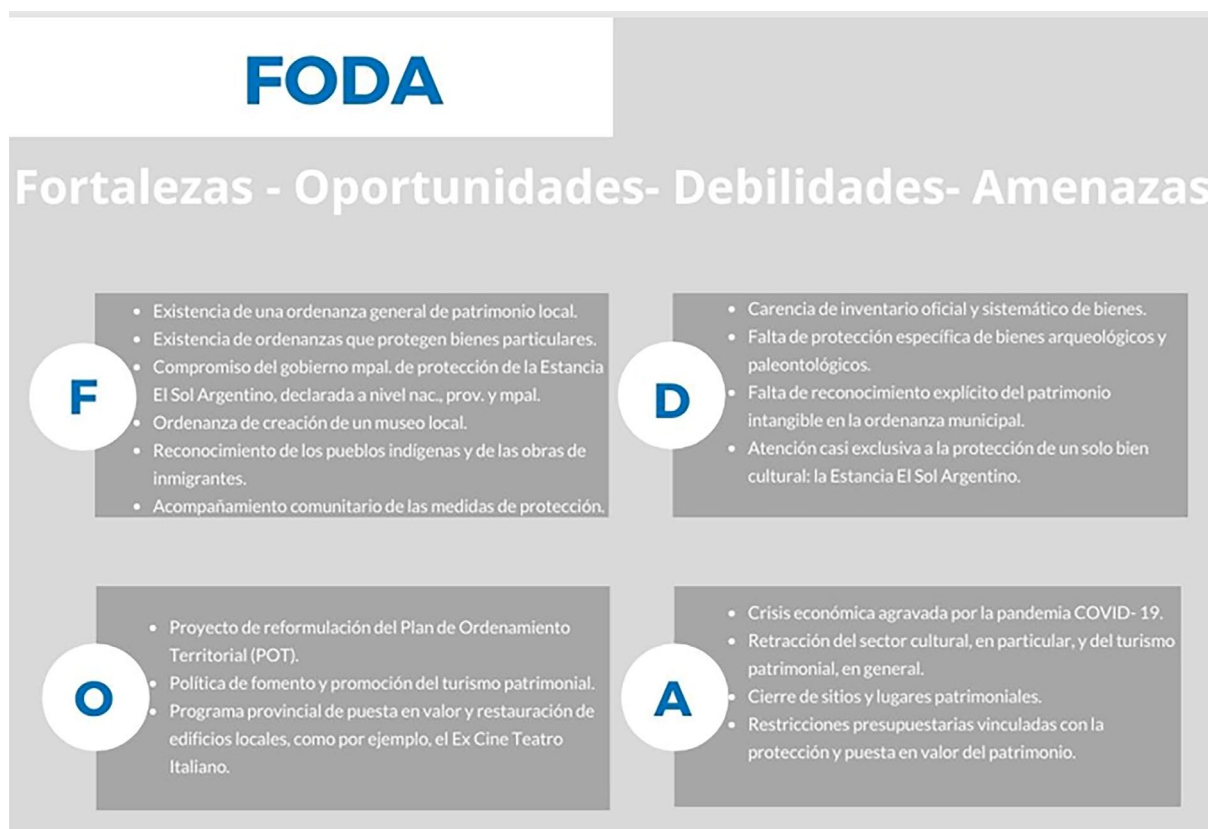 FODA
Fortalezas - Oportunidades- Debilidades- Amenazas
F
• Existencia de una ordenanza general de patrimonio local.
• Existencia de ordenanzas que protegen bienes particulares.
• Compromiso del gobierno mpal. de protección de la Estancia
El Sol Argentino, declarada a nivel nac., prov. y mpal.
• Ordenanza de creación de un museo local.
• Reconocimiento de los pueblos indígenas y de las obras de
inmigrantes.
• Acompañamiento comunitario de las medidas de protección.
D
• Carencia de inventario oficial y sistemático de bienes.
• Falta de protección específica de bienes arqueológicos y
paleontológicos.
• Falta de reconocimiento explícito del patrimonio
intangible en la ordenanza municipal.
• Atención casi exclusiva a la protección de un solo bien
cultural: la Estancia El Sol Argentino.
O
• Proyecto de reformulación del Plan de Ordenamiento
Territorial (POT).
• Política de fomento y promoción del turismo patrimonial.
• Programa provincial de puesta en valor y restauración de
edificios locales, como por ejemplo, el Ex Cine Teatro
Italiano.
A
• Crisis económica agravada por la pandemia COVID- 19.
• Retracción del sector cultural, en particular, y del turismo
patrimonial, en general.
• Cierre de sitios y lugares patrimoniales.
• Restricciones presupuestarias vinculadas con la
protección y puesta en valor del patrimonio.